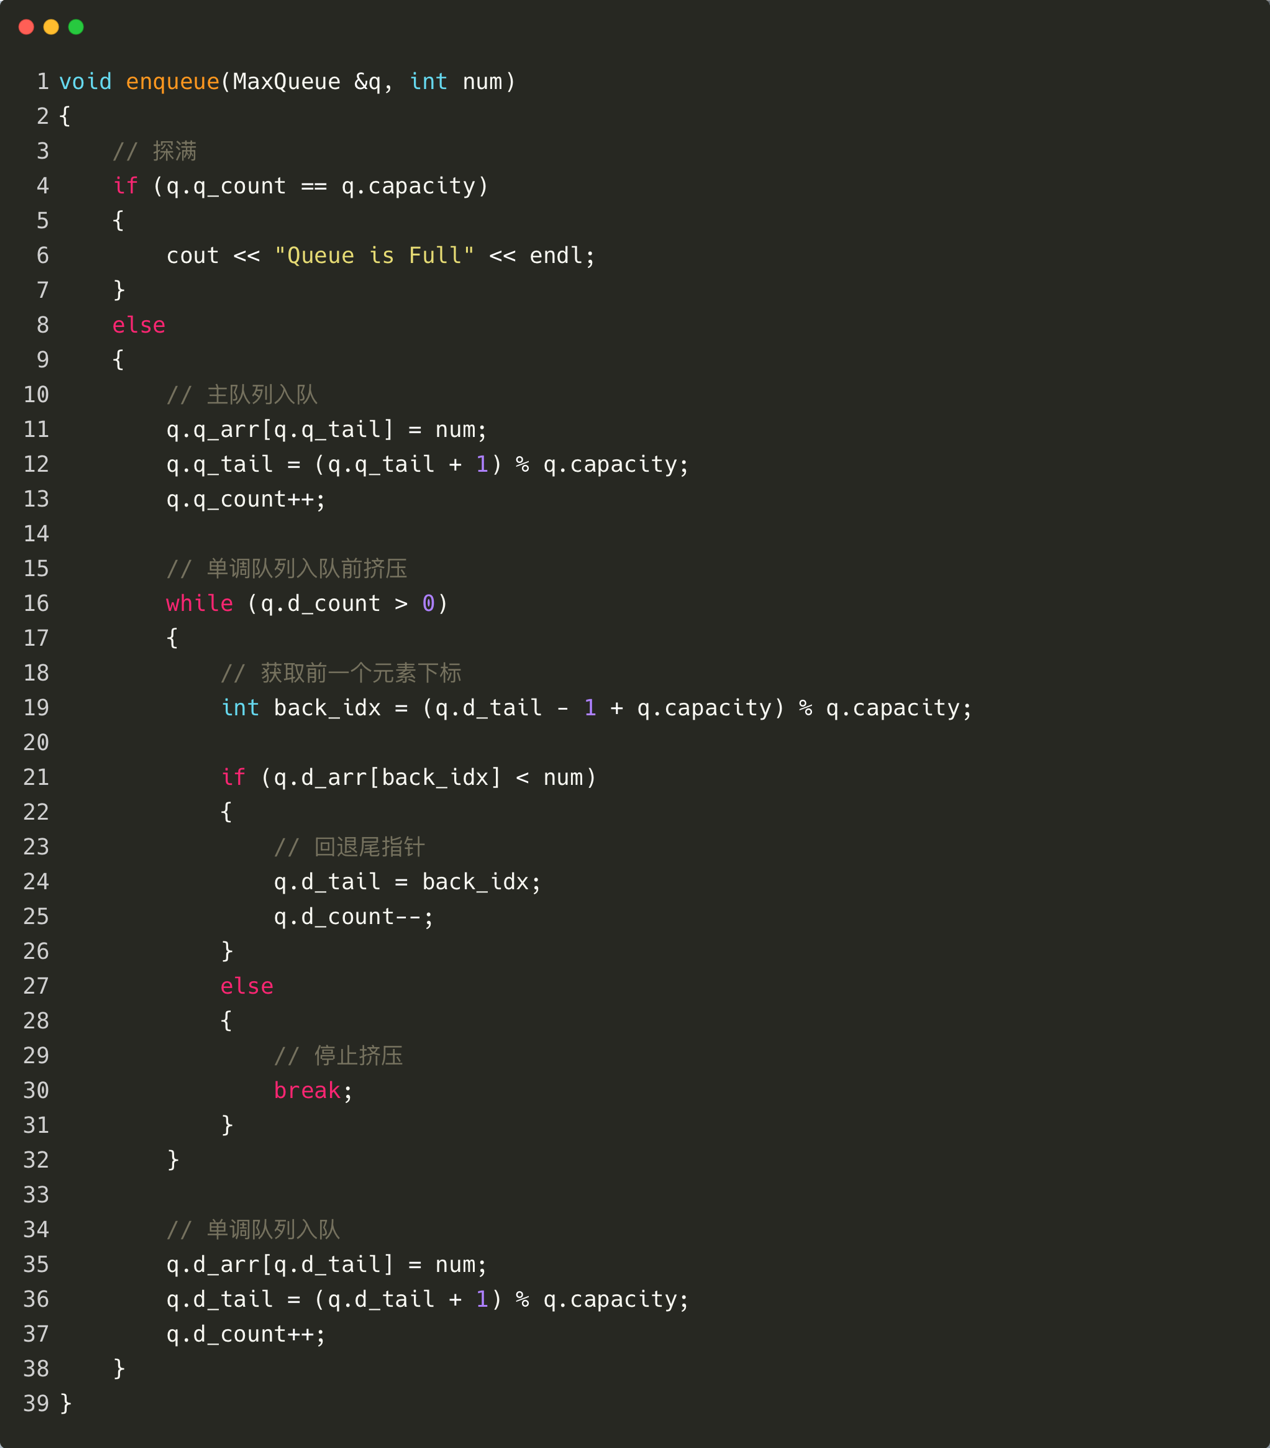 1 void enqueue(MaxQueue &q, int num)
2 {
3     // 探满
4     if (q.q_count == q.capacity)
5     {
6         cout << "Queue is Full" << endl;
7     }
8     else
9     {
10         // 主队列入队
11         q.q_arr[q.q_tail] = num;
12         q.q_tail = (q.q_tail + 1) % q.capacity;
13         q.q_count++;
14
15         // 单调队列入队前挤压
16         while (q.d_count > 0)
17         {
18             // 获取前一个元素下标
19             int back_idx = (q.d_tail - 1 + q.capacity) % q.capacity;
20
21             if (q.d_arr[back_idx] < num)
22             {
23                 // 回退尾指针
24                 q.d_tail = back_idx;
25                 q.d_count--;
26             }
27             else
28             {
29                 // 停止挤压
30                 break;
31             }
32         }
33
34         // 单调队列入队
35         q.d_arr[q.d_tail] = num;
36         q.d_tail = (q.d_tail + 1) % q.capacity;
37         q.d_count++;
38     }
39 }